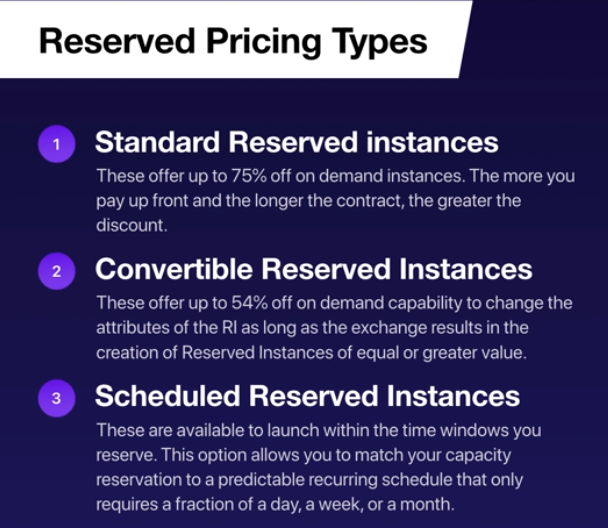 Reserved Pricing Types
1
Standard Reserved instances
These offer up to 75% off on demand instances. The more you
pay up front and the longer the contract, the greater the
discount.
2
Convertible Reserved Instances
These offer up to 54% off on demand capability to change the
attributes of the RI as long as the exchange results in the
creation of Reserved Instances of equal or greater value.
3
Scheduled Reserved Instances
These are available to launch within the time windows you
reserve. This option allows you to match your capacity
reservation to a predictable recurring schedule that only
requires a fraction of a day, a week, or a month.